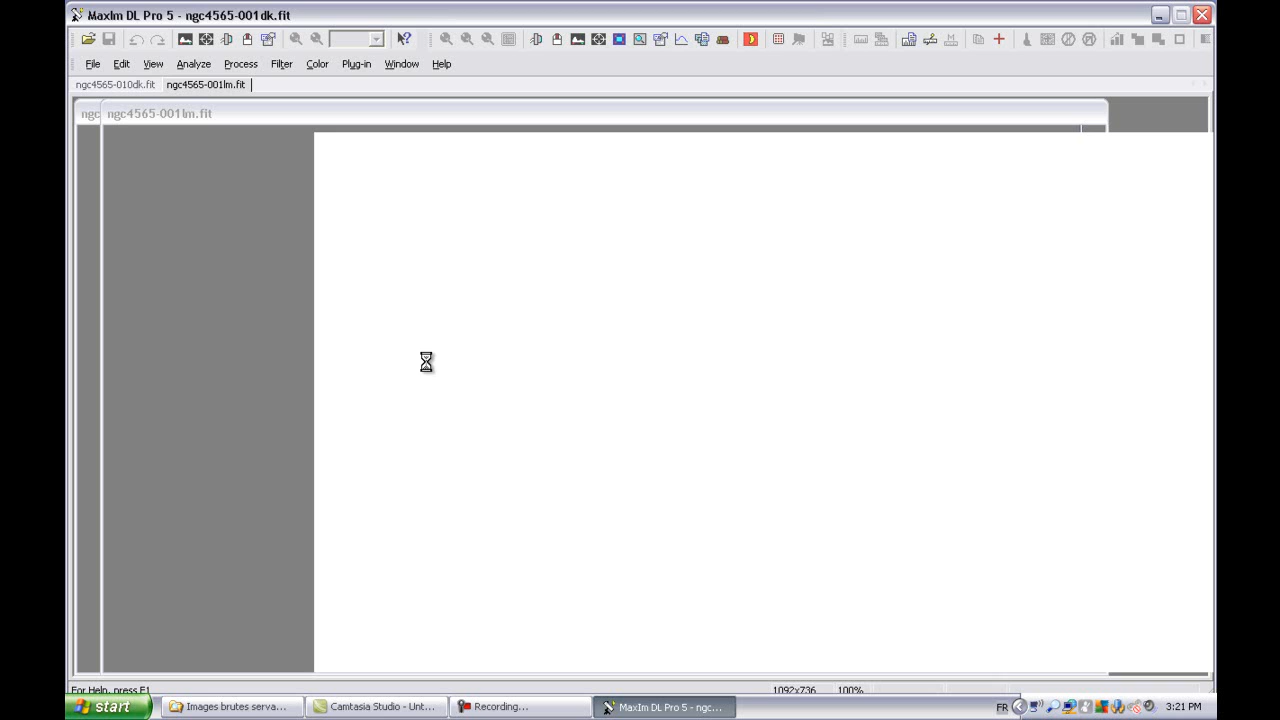 MaxIm DL Pro 5 - ngc4565-001dk.fit
File Edit View Analyze Process Filter Color Plug-in Window Help
ngc4565-010dk.fit ngc4565-001lm.fit
ngc ngc4565-001lm.fit
For Help, press F1 1092x736 100%
start Images brutes serva... Camtasia Studio - Unt... Recording... MaxIm DL Pro 5 - ngc... FR 3:21 PM